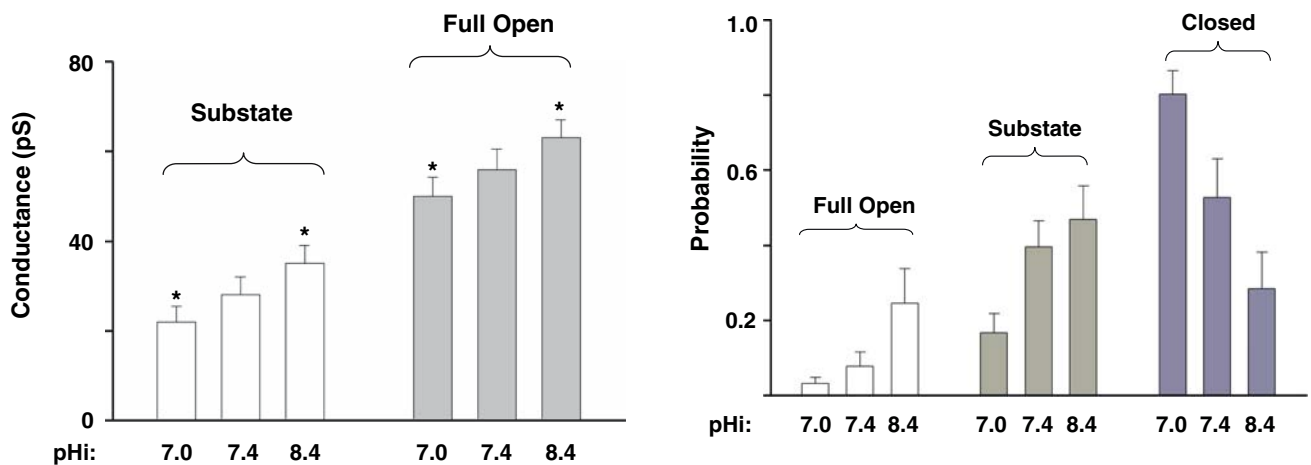 Full Open
Substate
Conductance (pS)
80
40
0
* * * *
pHi: 7.0 7.4 8.4 7.0 7.4 8.4
Closed
Substate
Full Open
Probability
1.0
0.6
0.2
pHi: 7.0 7.4 8.4 7.0 7.4 8.4 7.0 7.4 8.4